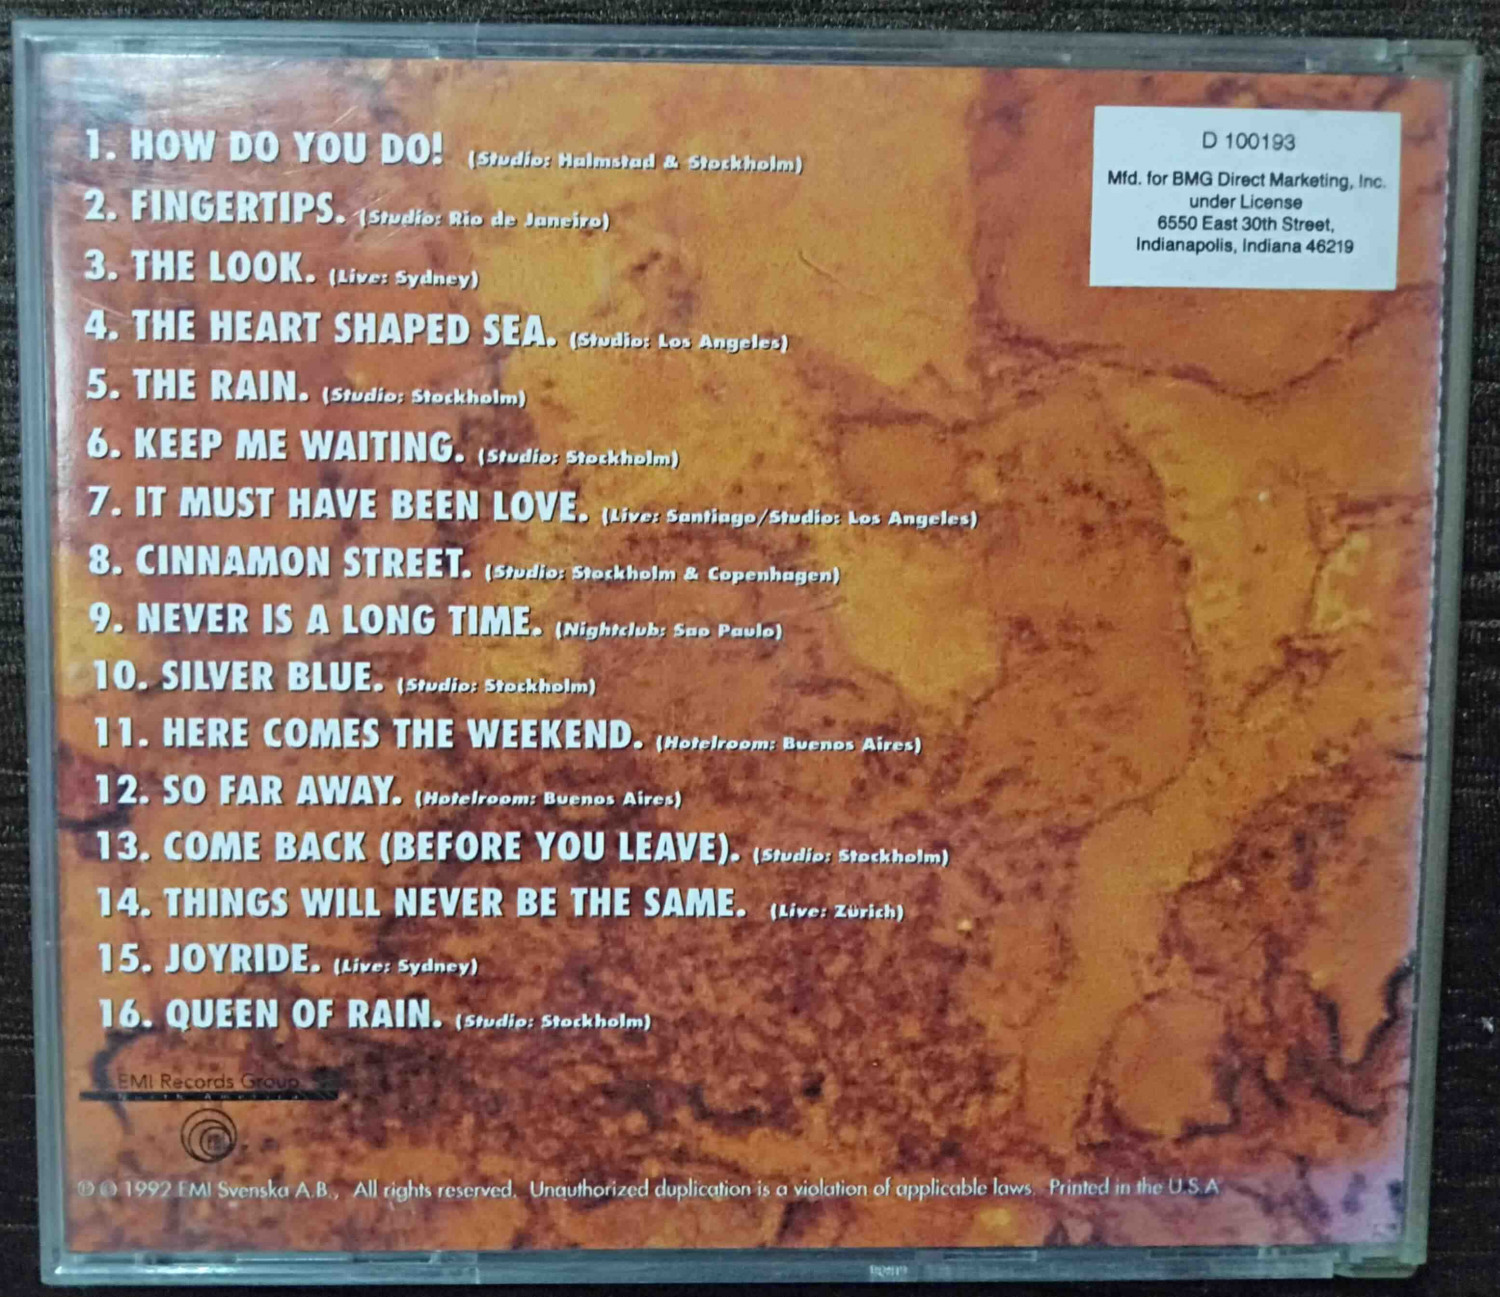 1. HOW DO YOU DO! (Studio: Halmstad & Stockholm)
2. FINGERTIPS. (Studio: Rio de Janeiro)
3. THE LOOK. (Live: Sydney)
4. THE HEART SHAPED SEA. (Studio: Los Angeles)
5. THE RAIN. (Studio: Stockholm)
6. KEEP ME WAITING. (Studio: Stockholm)
7. IT MUST HAVE BEEN LOVE. (Live: Santiago/Studio: Los Angeles)
8. CINNAMON STREET. (Studio: Stockholm & Copenhagen)
9. NEVER IS A LONG TIME. (Nightclub: Sao Paulo)
10. SILVER BLUE. (Studio: Stockholm)
11. HERE COMES THE WEEKEND. (Hotelroom: Buenos Aires)
12. SO FAR AWAY. (Hotelroom: Buenos Aires)
13. COME BACK (BEFORE YOU LEAVE). (Studio: Stockholm)
14. THINGS WILL NEVER BE THE SAME. (Live: Zürich)
15. JOYRIDE. (Live: Sydney)
16. QUEEN OF RAIN. (Studio: Stockholm)
D 100193
Mfd. for BMG Direct Marketing, Inc.
under License
6550 East 30th Street,
Indianapolis, Indiana 46219
EMI Records Group
North America
℗ © 1992 EMI Svenska A.B., All rights reserved. Unauthorized duplication is a violation of applicable laws. Printed in the U.S.A